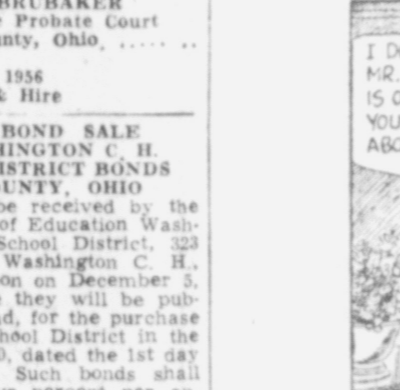 BRUBAKER
Probate Court
nty, Ohio, ..... ..
1956
& Hire
BOND SALE
HINGTON C. H.
ISTRICT BONDS
OUNTY, OHIO
be received by the
of Education Wash-
School District, 323
Washington C. H.,
on on December 5,
they will be pub-
d, for the purchase
hool District in the
0, dated the 1st day
Such bonds shall
I D
MR.
IS
YOU
ABO